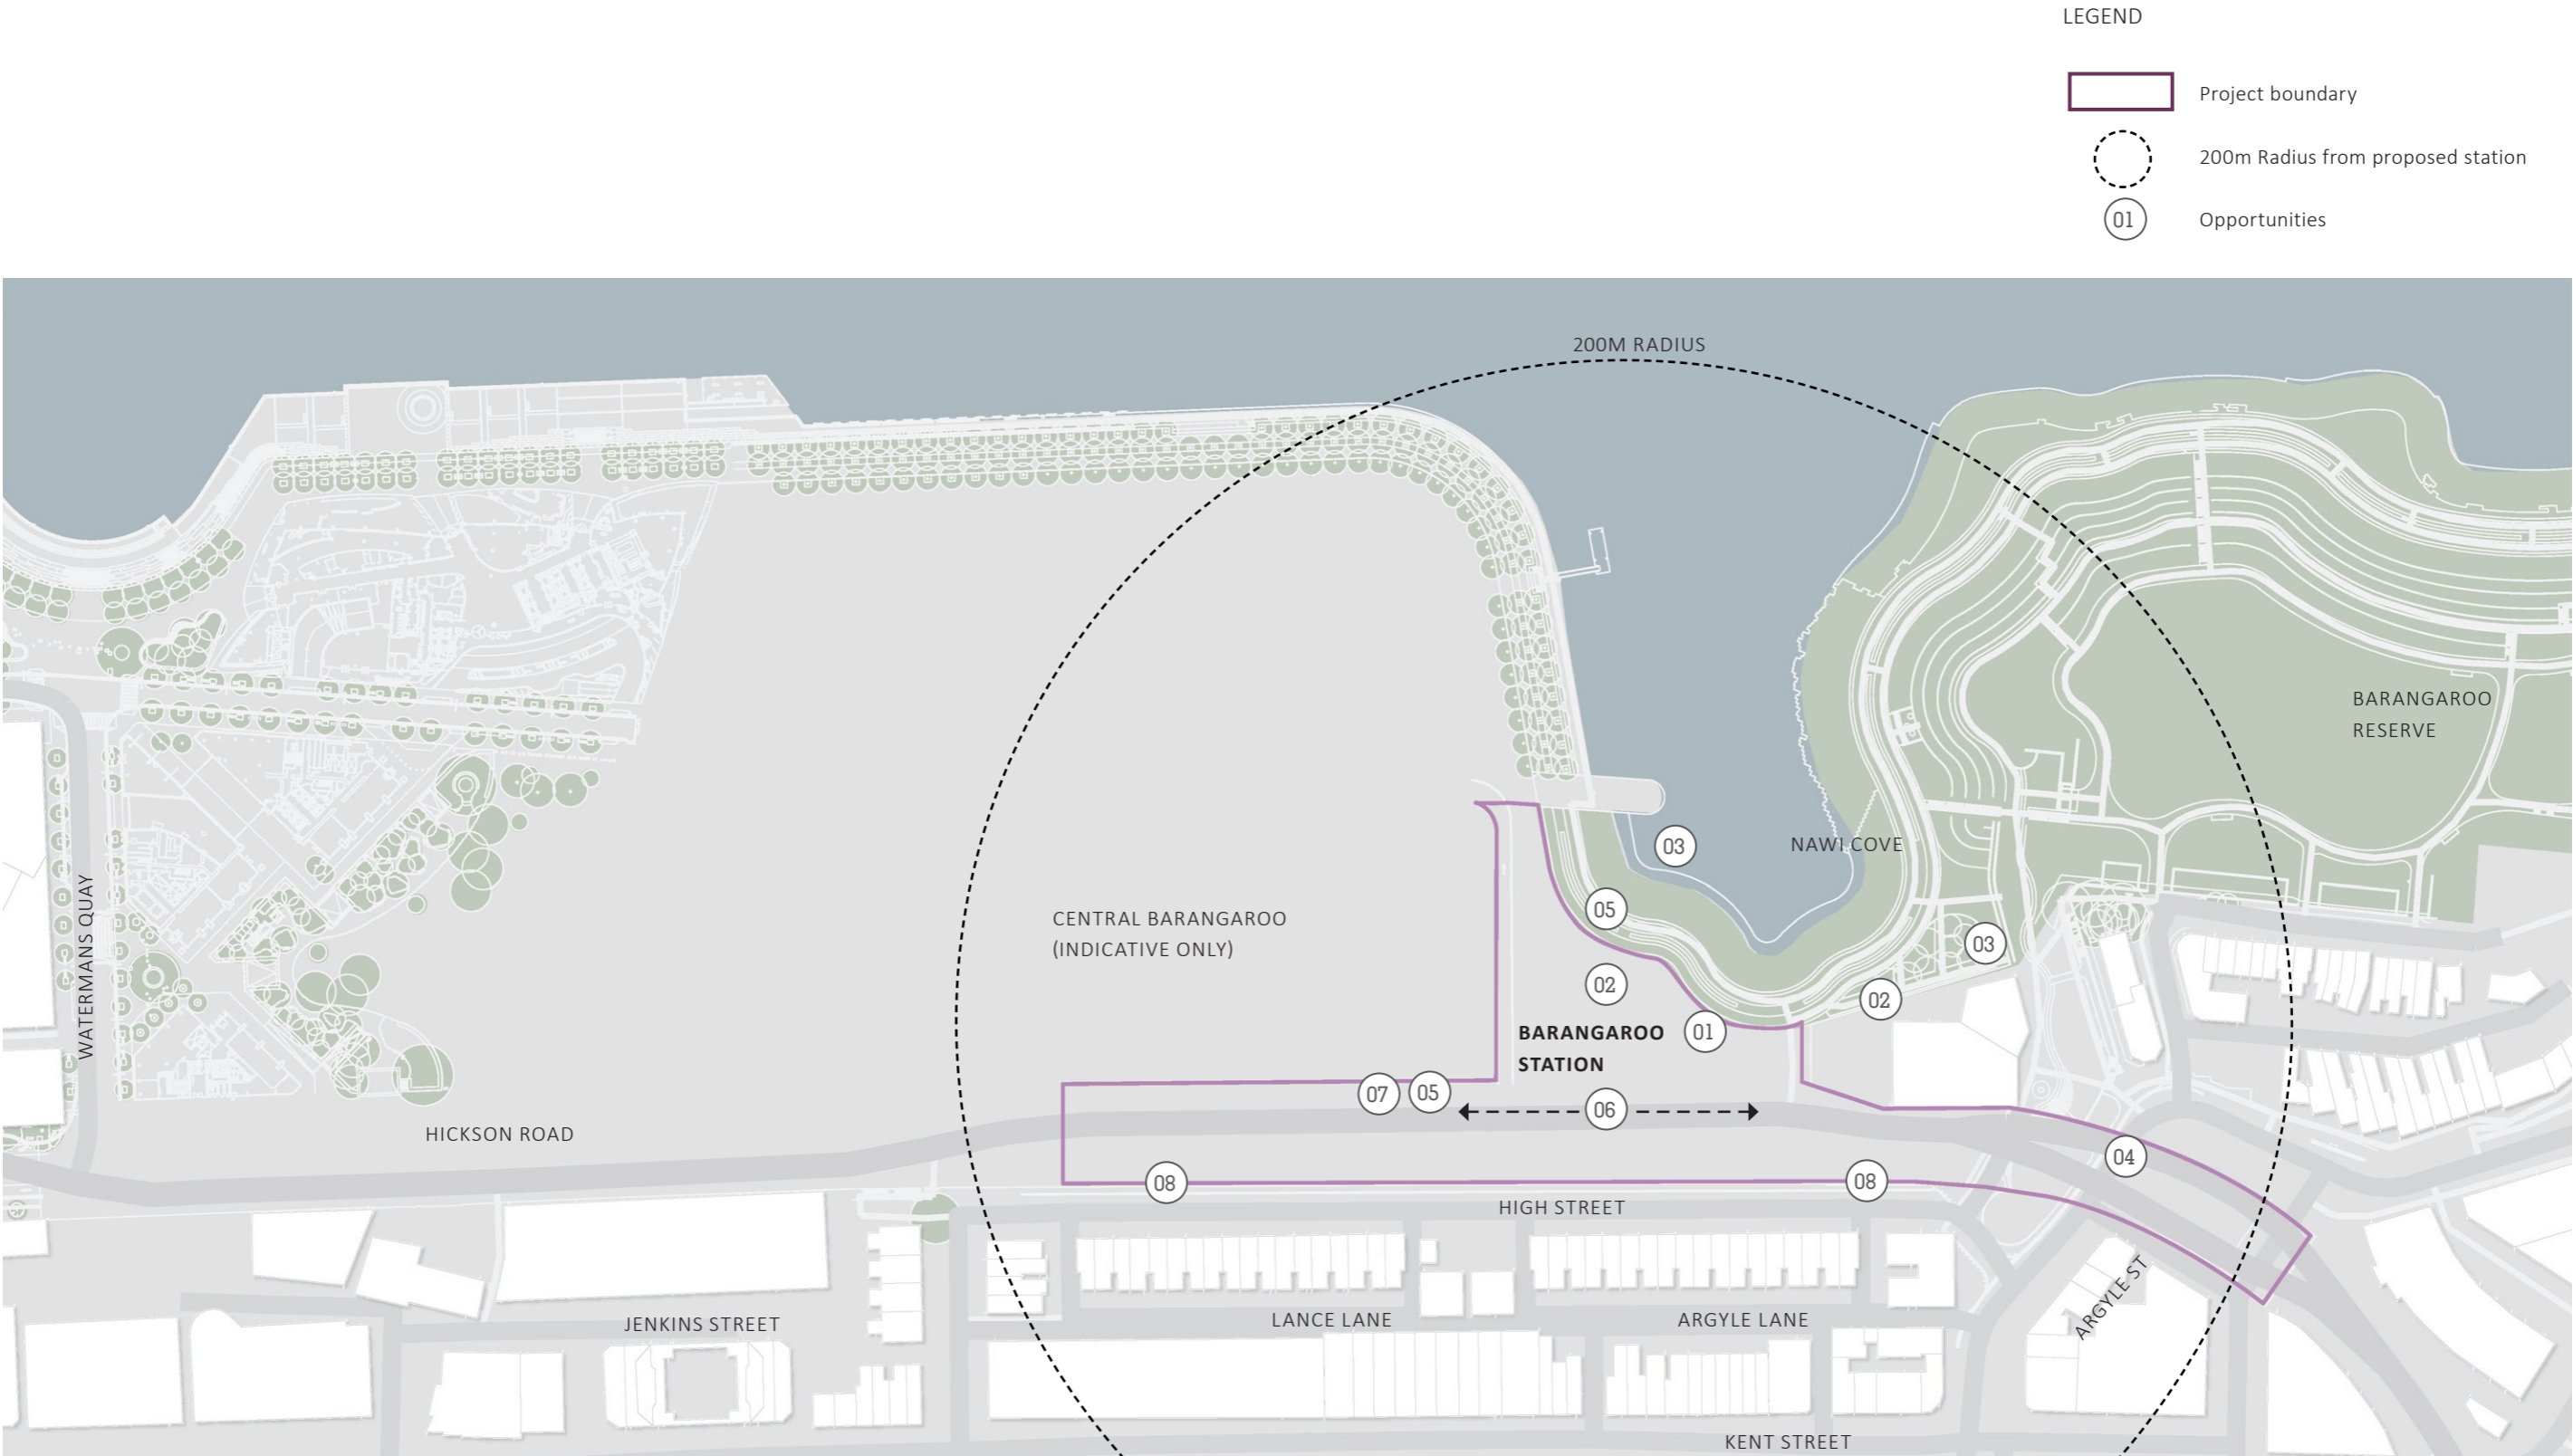 LEGEND
Project boundary
200m Radius from proposed station
01 Opportunities
200M RADIUS
BARANGAROO
RESERVE
03
NAWI COVE
05
03
CENTRAL BARANGAROO
(INDICATIVE ONLY)
WATERMANS QUAY
02
02
01
BARANGAROO
STATION
07
05
06
HICKSON ROAD
04
08
08
HIGH STREET
ARGYLE ST
JENKINS STREET
LANCE LANE
ARGYLE LANE
KENT STREET